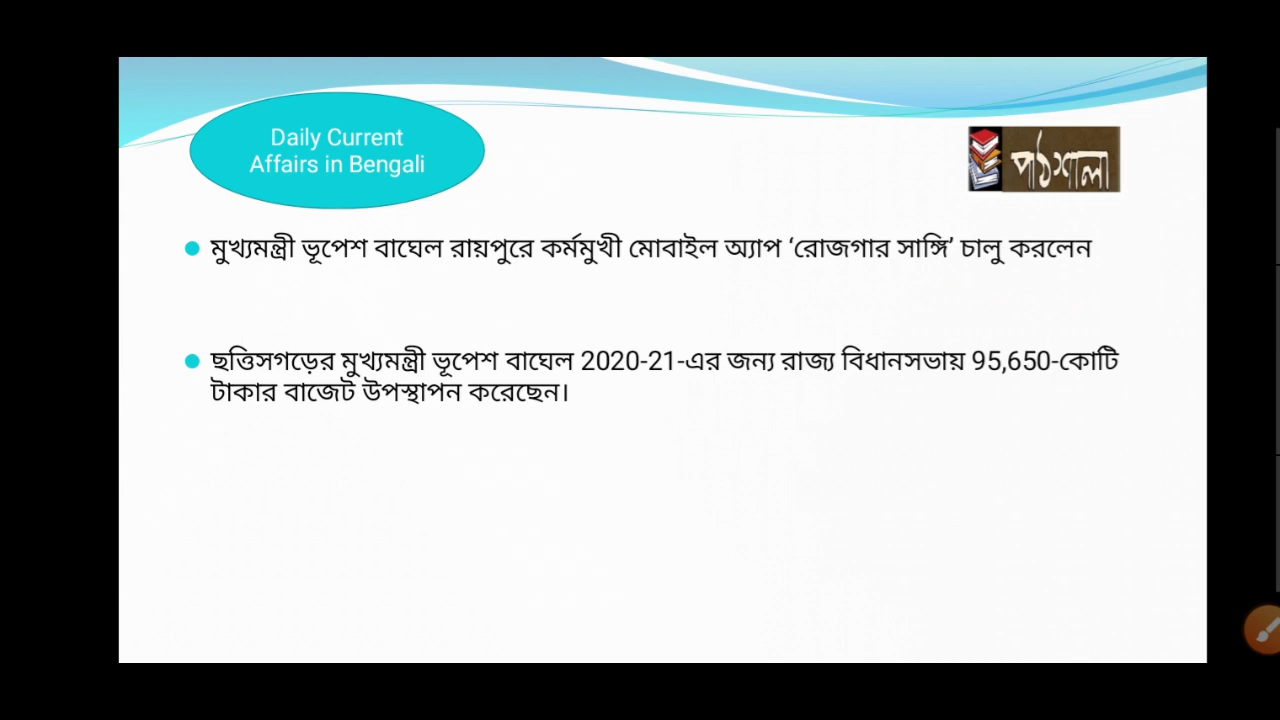 Daily Current
Affairs in Bengali
পাঠশালা
মুখ্যমন্ত্রী ভূপেশ বাঘেল রায়পুরে কর্মমুখী মোবাইল অ্যাপ ‘রোজগার সাঙ্গি’ চালু করলেন
ছত্তিসগড়ের মুখ্যমন্ত্রী ভূপেশ বাঘেল 2020-21-এর জন্য রাজ্য বিধানসভায় 95,650-কোটি
টাকার বাজেট উপস্থাপন করেছেন।